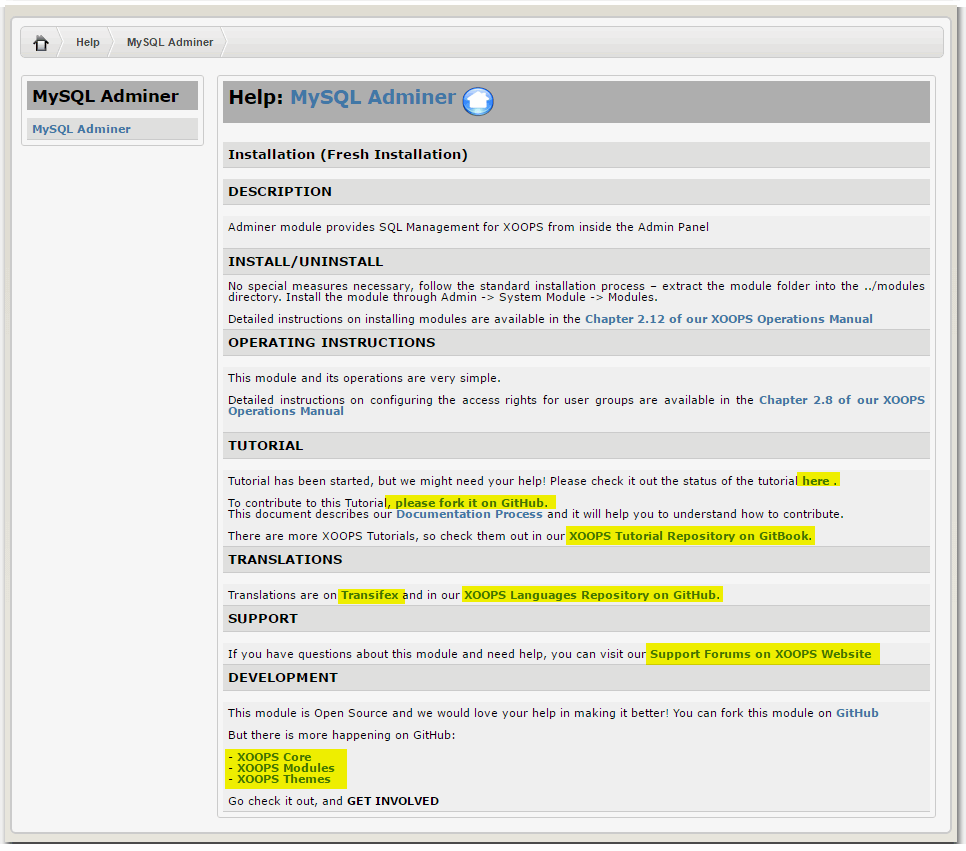 Help
MySQL Adminer
MySQL Adminer
MySQL Adminer
Help: MySQL Adminer
Installation (Fresh Installation)
DESCRIPTION
Adminer module provides SQL Management for XOOPS from inside the Admin Panel
INSTALL/UNINSTALL
No special measures necessary, follow the standard installation process – extract the module folder into the ../modules
directory. Install the module through Admin -> System Module -> Modules.
Detailed instructions on installing modules are available in the Chapter 2.12 of our XOOPS Operations Manual
OPERATING INSTRUCTIONS
This module and its operations are very simple.
Detailed instructions on configuring the access rights for user groups are available in the Chapter 2.8 of our XOOPS
Operations Manual
TUTORIAL
Tutorial has been started, but we might need your help! Please check it out the status of the tutorial here .
To contribute to this Tutorial, please fork it on GitHub.
This document describes our Documentation Process and it will help you to understand how to contribute.
There are more XOOPS Tutorials, so check them out in our XOOPS Tutorial Repository on GitBook.
TRANSLATIONS
Translations are on Transifex and in our XOOPS Languages Repository on GitHub.
SUPPORT
If you have questions about this module and need help, you can visit our Support Forums on XOOPS Website
DEVELOPMENT
This module is Open Source and we would love your help in making it better! You can fork this module on GitHub
But there is more happening on GitHub:
- XOOPS Core
- XOOPS Modules
- XOOPS Themes
Go check it out, and GET INVOLVED